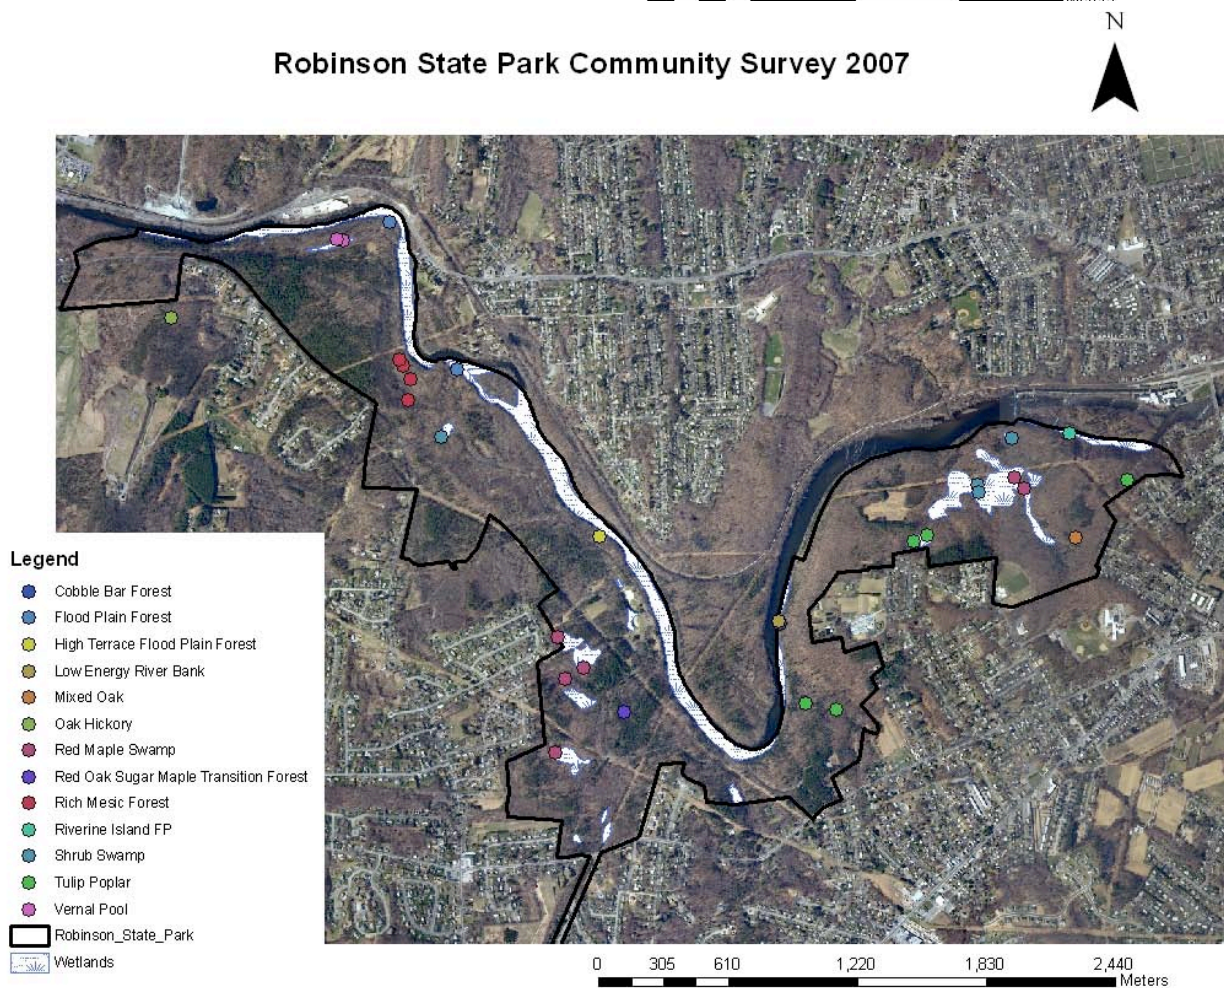 N
Robinson State Park Community Survey 2007
Legend
Cobble Bar Forest
Flood Plain Forest
High Terrace Flood Plain Forest
Low Energy River Bank
Mixed Oak
Oak Hickory
Red Maple Swamp
Red Oak Sugar Maple Transition Forest
Rich Mesic Forest
Riverine Island FP
Shrub Swamp
Tulip Poplar
Vernal Pool
Robinson_State_Park
Wetlands
0 305 610 1,220 1,830 2,440
Meters